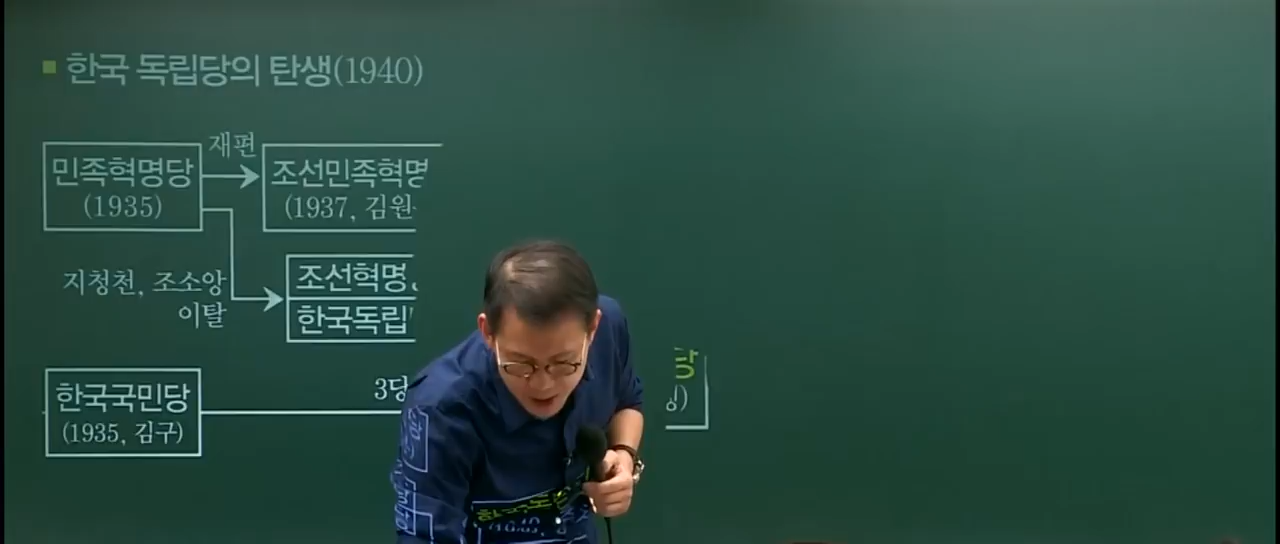 한국 독립당의 탄생(1940)
재편
민족혁명당
(1935)
조선민족혁명
(1937, 김원
지청천, 조소앙
이탈
조선혁명
한국독립
3당
한국국민당
(1935, 김구)
당